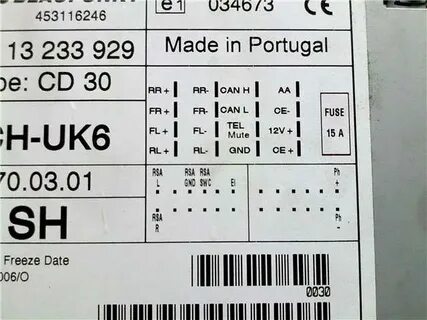 453116246
e1 034673 CE
13 233 929
Made in Portugal
pe: CD 30
RR+ RR- CAN H AA
FR+ FR- CAN L CE-
FL+ FL- TEL Mute 12V+
RL+ RL- GND CE+
FUSE
15 A
CH-UK6
70.03.01
RSA L RSA GND RSA SWC El Ph +
RSA R Ph -
SH
Freeze Date
006/O
0030